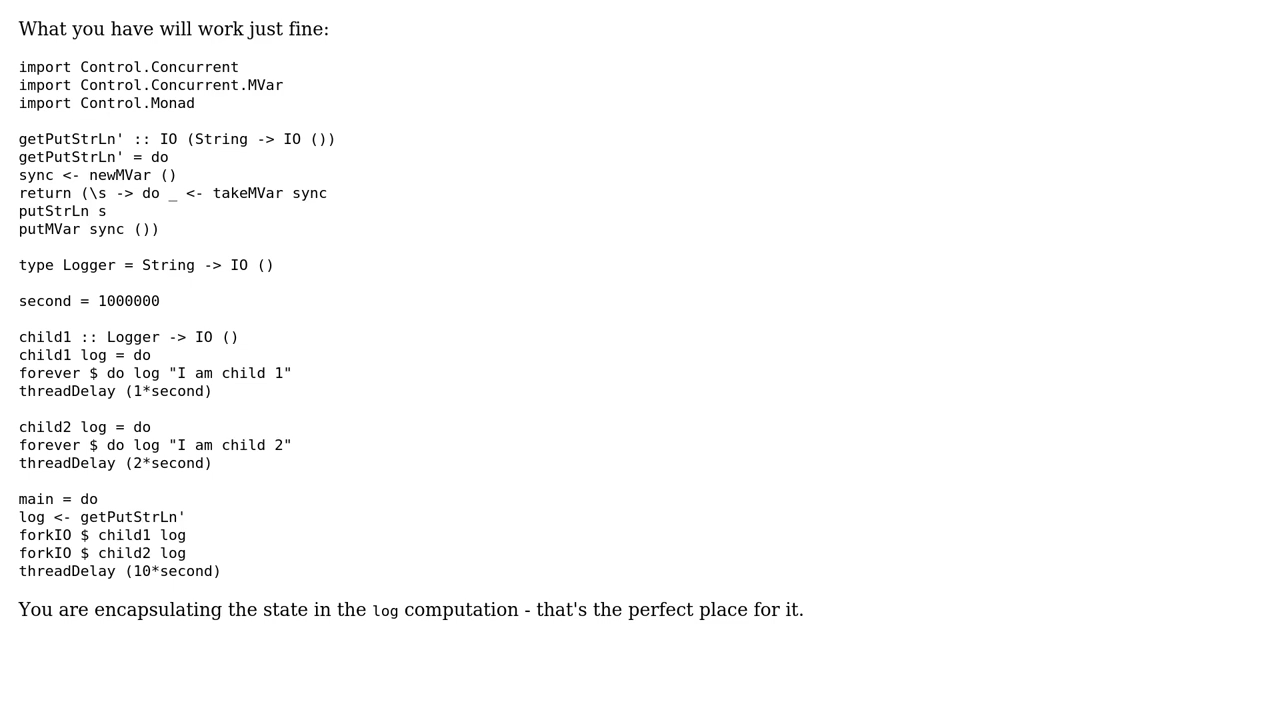 What you have will work just fine:
import Control.Concurrent
import Control.Concurrent.MVar
import Control.Monad
getPutStrLn' :: IO (String -> IO ())
getPutStrLn' = do
sync <- newMVar ()
return (\s -> do _ <- takeMVar sync
putStrLn s
putMVar sync ())
type Logger = String -> IO ()
second = 1000000
child1 :: Logger -> IO ()
child1 log = do
forever $ do log "I am child 1"
threadDelay (1*second)
child2 log = do
forever $ do log "I am child 2"
threadDelay (2*second)
main = do
log <- getPutStrLn'
forkIO $ child1 log
forkIO $ child2 log
threadDelay (10*second)
You are encapsulating the state in the log computation - that's the perfect place for it.